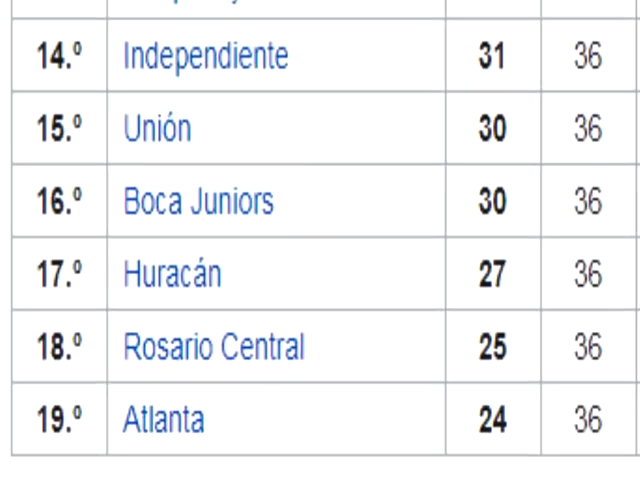 14.º Independiente 31 36
15.º Unión 30 36
16.º Boca Juniors 30 36
17.º Huracán 27 36
18.º Rosario Central 25 36
19.º Atlanta 24 36